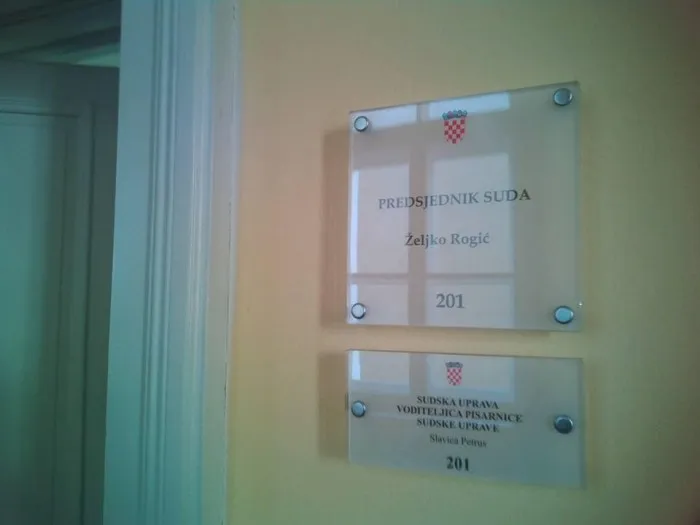 PREDSJEDNIK SUDA
Željko Rogić
201
SUDSKA UPRAVA
VODITELJICA PISARNICE
SUDSKE UPRAVE
Slavica Petrus
201